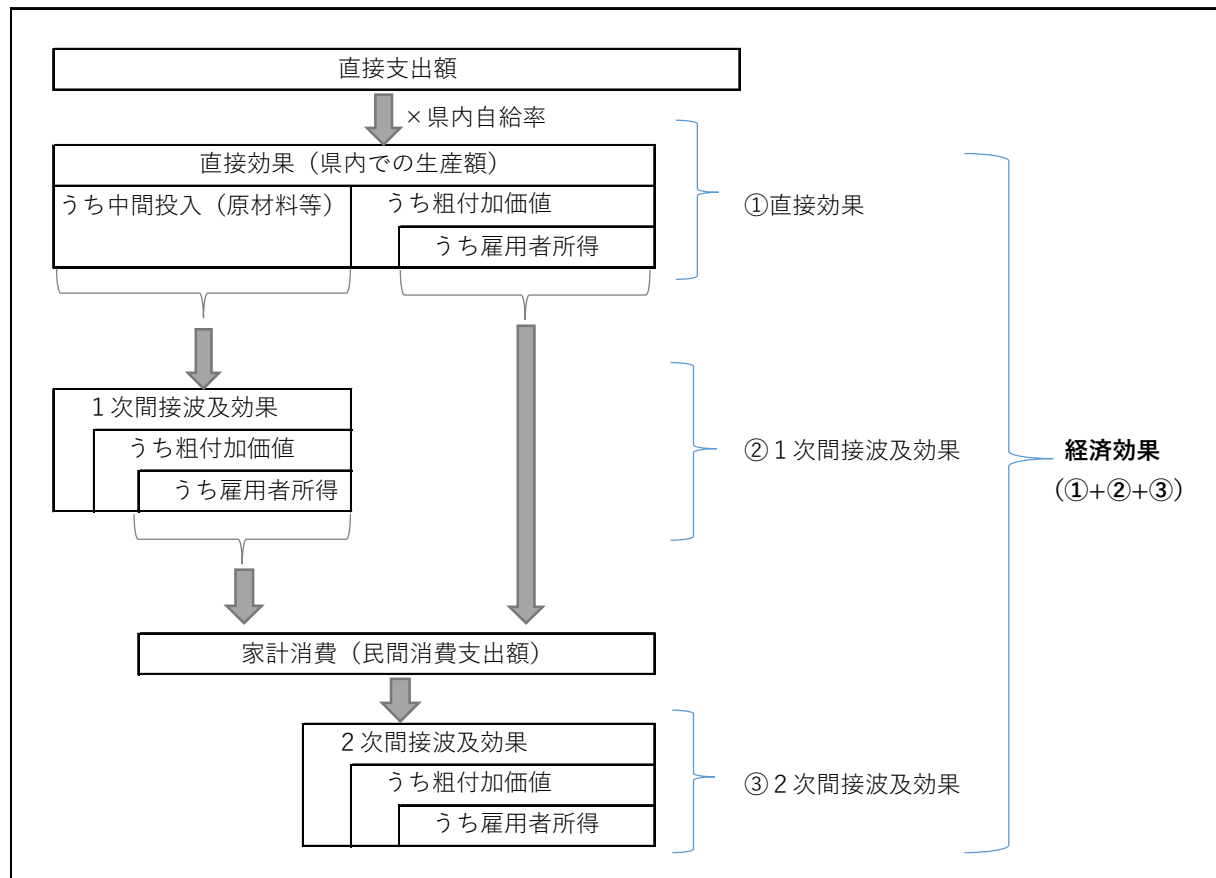 直接支出額
×県内自給率
直接効果（県内での生産額）
うち中間投入（原材料等）
うち粗付加価値
うち雇用者所得
①直接効果
１次間接波及効果
うち粗付加価値
うち雇用者所得
②１次間接波及効果
経済効果
（①+②+③）
家計消費（民間消費支出額）
２次間接波及効果
うち粗付加価値
うち雇用者所得
③２次間接波及効果